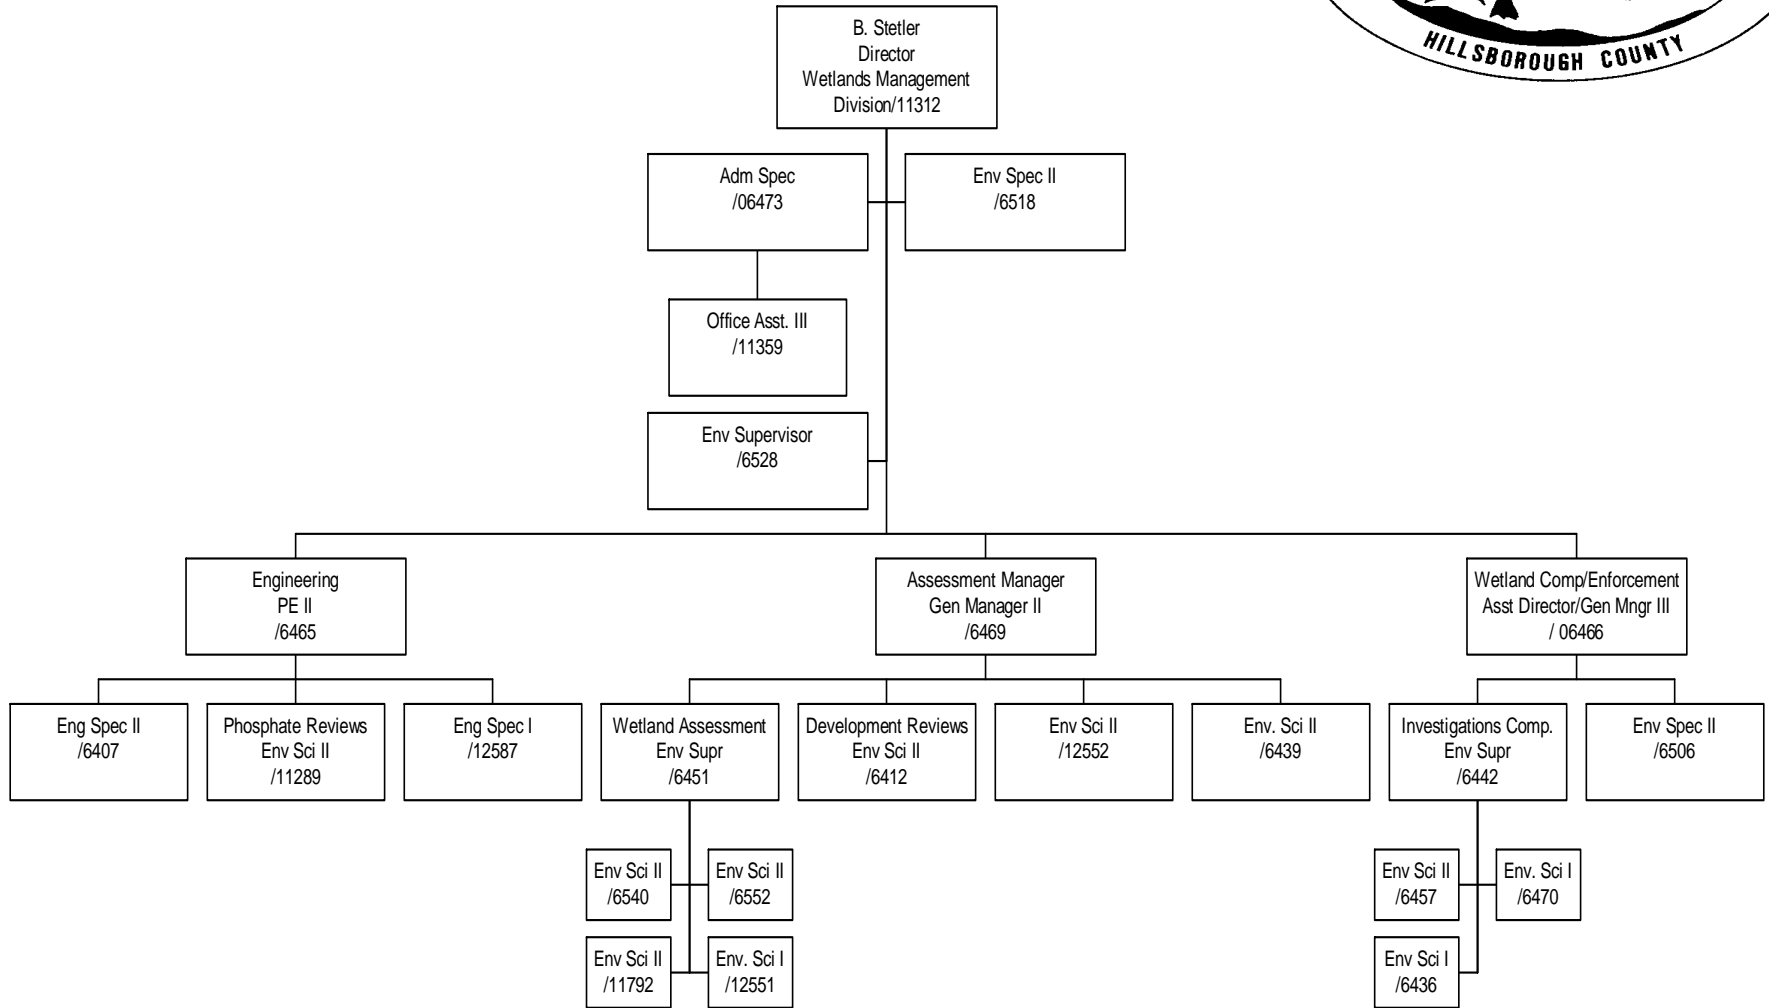 HILLSBOROUGH COUNTY
B. Stetler
Director
Wetlands Management
Division/11312
Adm Spec
/06473
Env Spec II
/6518
Office Asst. III
/11359
Env Supervisor
/6528
Engineering
PE II
/6465
Assessment Manager
Gen Manager II
/6469
Wetland Comp/Enforcement
Asst Director/Gen Mngr III
/ 06466
Eng Spec II
/6407
Phosphate Reviews
Env Sci II
/11289
Eng Spec I
/12587
Wetland Assessment
Env Supr
/6451
Development Reviews
Env Sci II
/6412
Env Sci II
/12552
Env. Sci II
/6439
Investigations Comp.
Env Supr
/6442
Env Spec II
/6506
Env Sci II
/6540
Env Sci II
/6552
Env Sci II
/11792
Env. Sci I
/12551
Env Sci II
/6457
Env. Sci I
/6470
Env Sci I
/6436